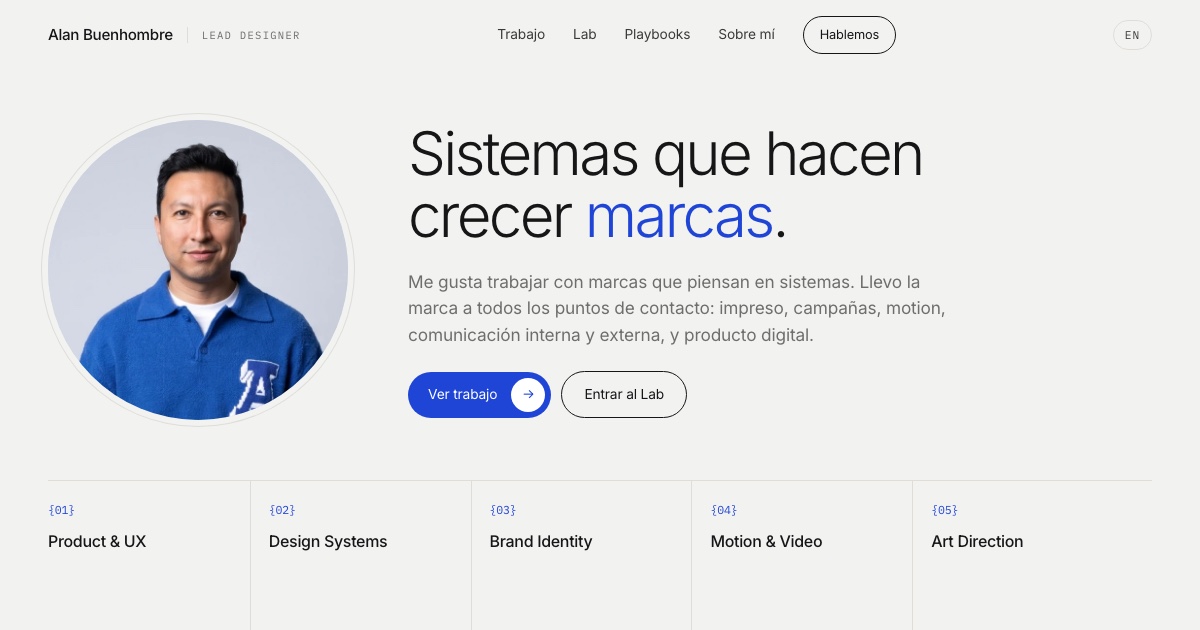 Alan Buenhombre
LEAD DESIGNER
Trabajo
Lab
Playbooks
Sobre mí
Hablemos
EN
Sistemas que hacen
crecer marcas.
Me gusta trabajar con marcas que piensan en sistemas. Llevo la
marca a todos los puntos de contacto: impreso, campañas, motion,
comunicación interna y externa, y producto digital.
Ver trabajo →
Entrar al Lab
A
{01}
Product & UX
{02}
Design Systems
{03}
Brand Identity
{04}
Motion & Video
{05}
Art Direction